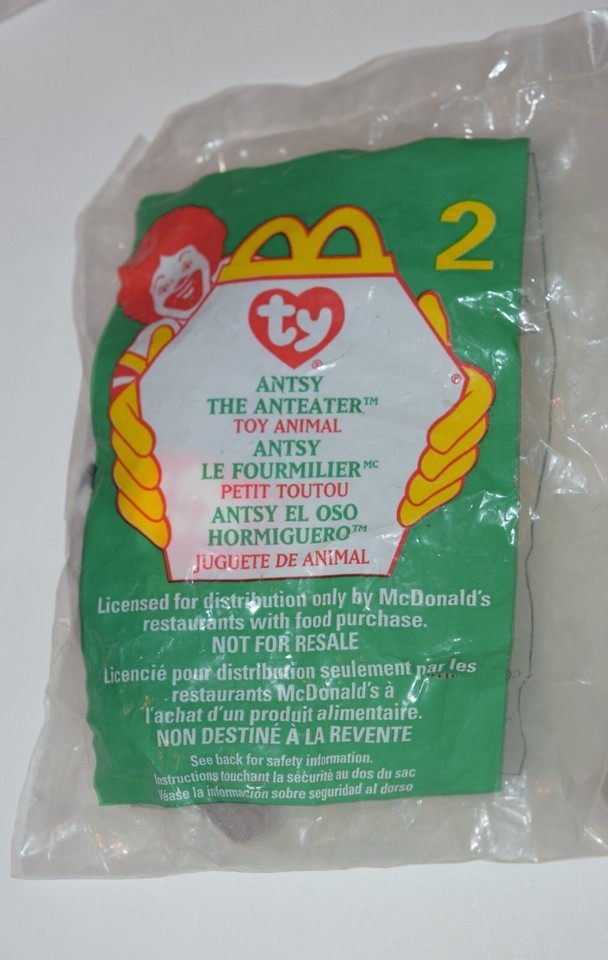 2
ty
®
ANTSY
©
THE ANTEATER™
TOY ANIMAL
ANTSY
LE FOURMILIER MC
PETIT TOUTOU
ANTSY EL OSO
HORMIGUERO™
JUGUETE DE ANIMAL
Licensed for distribution only by McDonald's
restaurants with food purchase.
NOT FOR RESALE
Licencié pour distribution seulement par les
restaurants McDonald's à
l'achat d'un produit alimentaire.
NON DESTINÉ À LA REVENTE
See back for safety information.
Instructions touchant la sécurité au dos du sac
Véase la información sobre seguridad al dorso